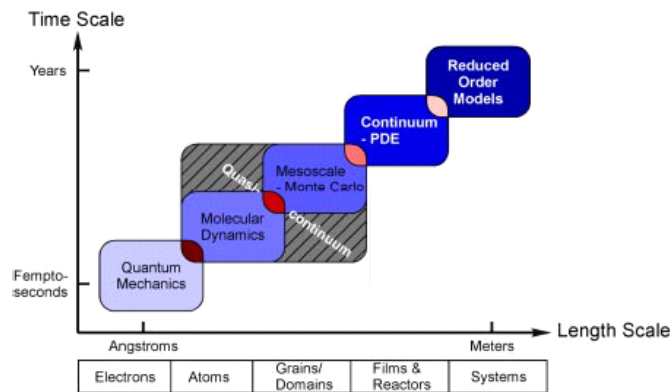 Time Scale
Years
Reduced
Order
Models
Continuum
- PDE
Mesoscale
- Monte Carlo
Quasi-
continuum
Molecular
Dynamics
Quantum
Mechanics
Fempto-
seconds
Length Scale
Angstroms
Meters
Electrons
Atoms
Grains/
Domains
Films &
Reactors
Systems